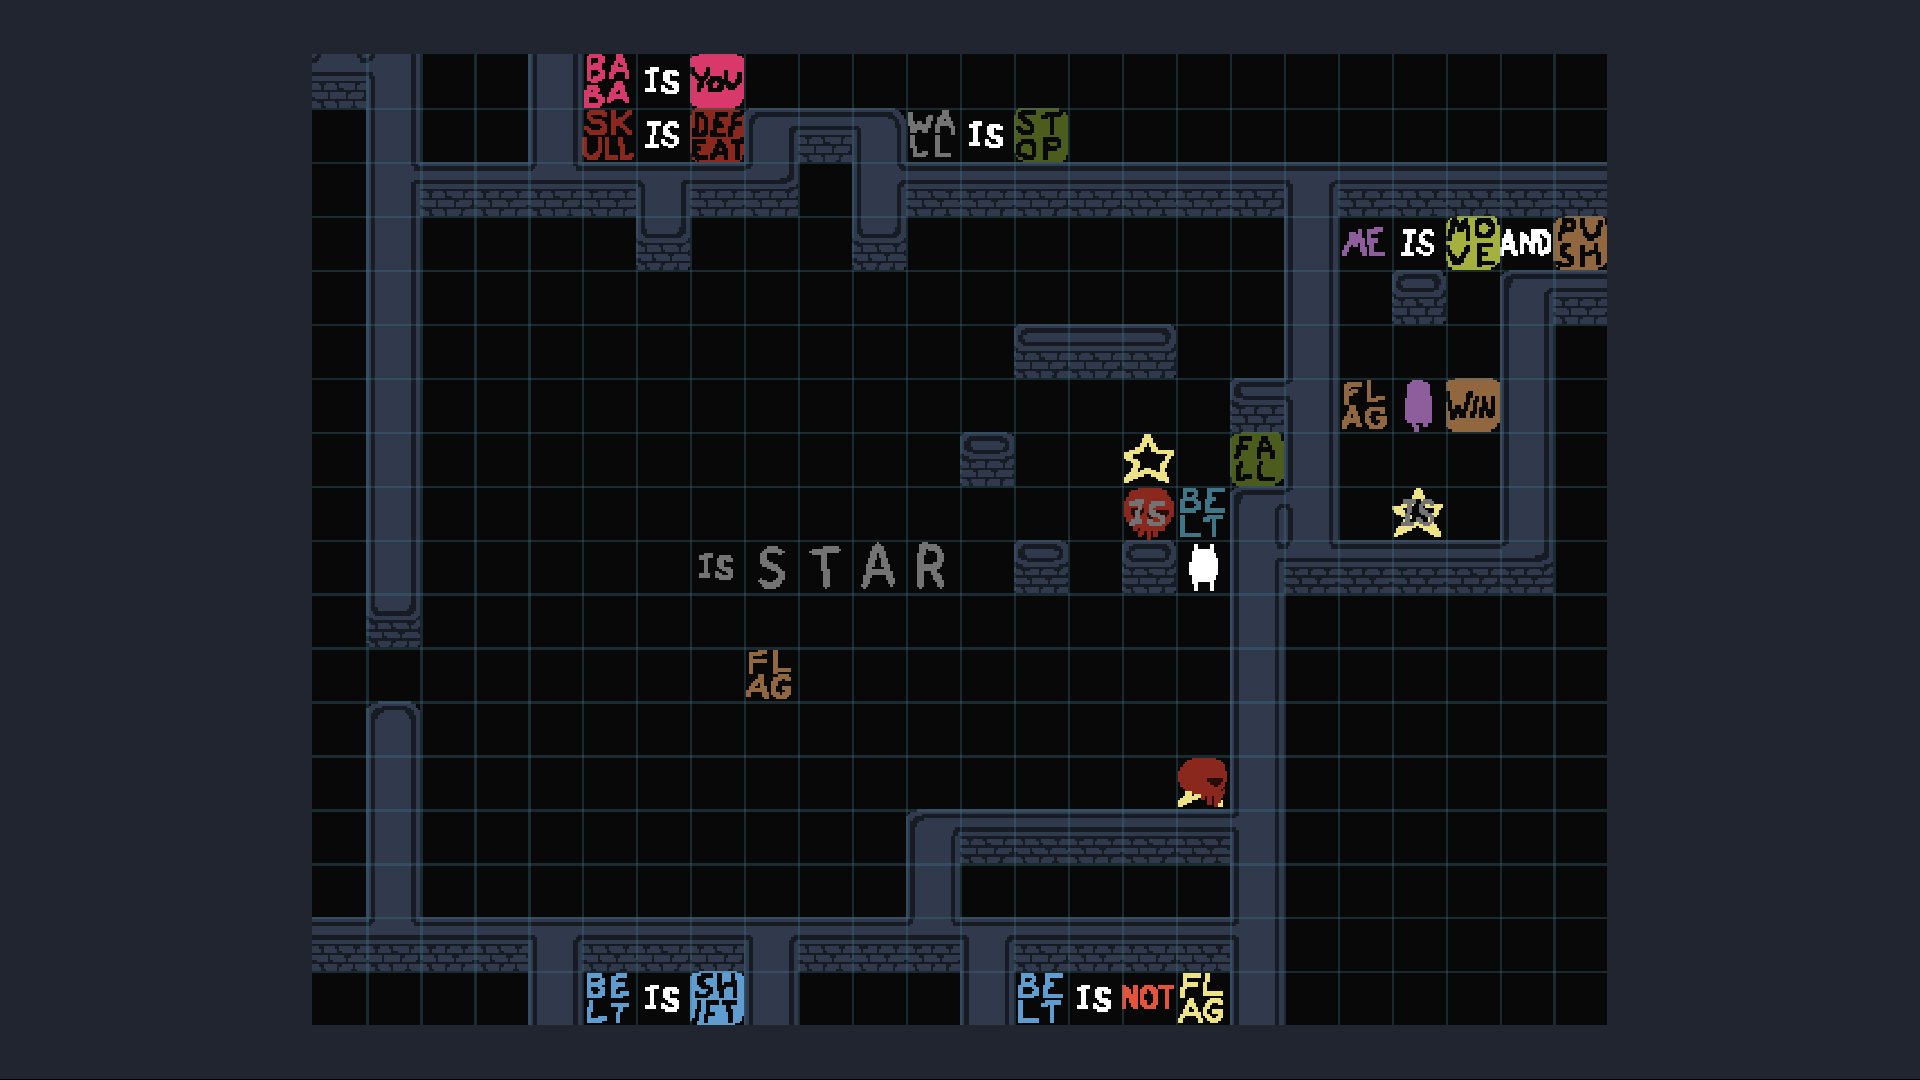 BABA IS YOU
SKULL IS DEFEAT
WALL IS STOP
ME IS MOVE AND PUSH
FLAG WIN
FALL
IS BELT
IS
IS STAR
FLAG
BELT IS SHIFT
BELT IS NOT FLAG